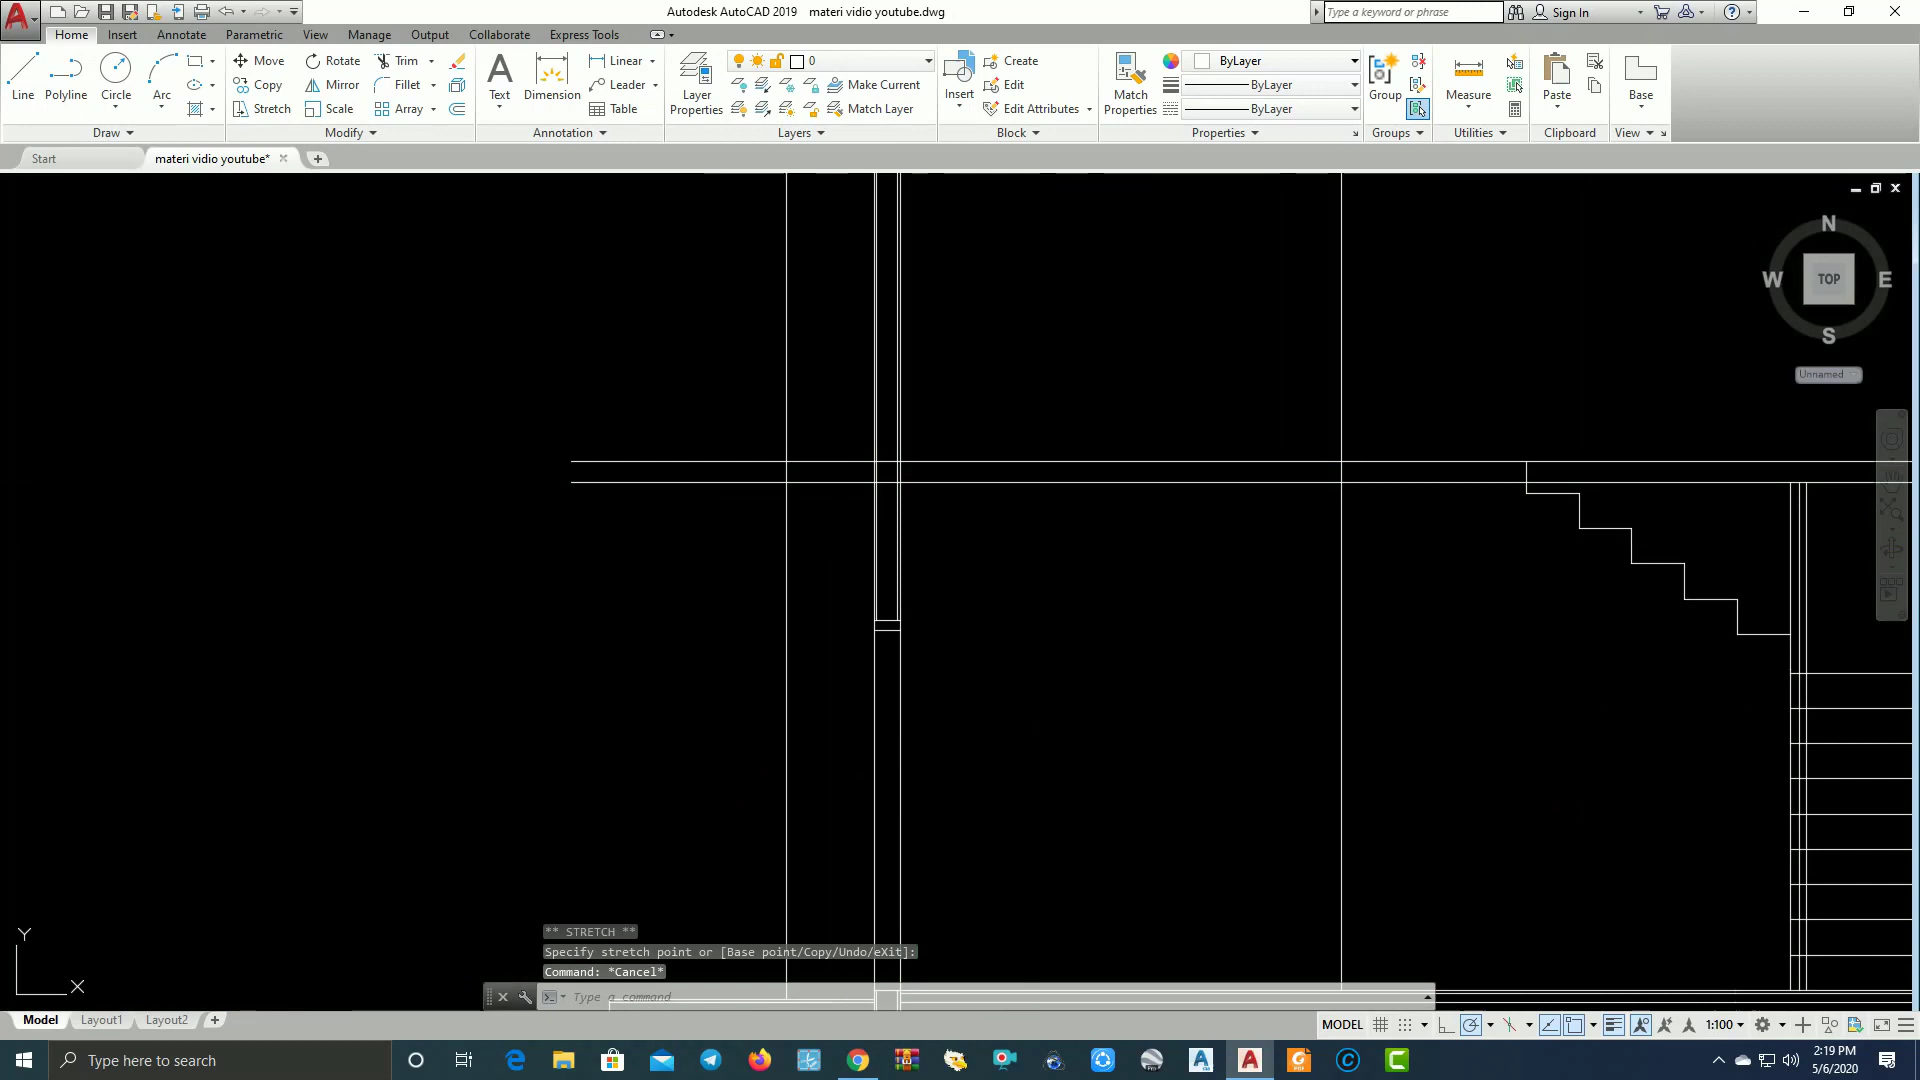 Autodesk AutoCAD 2019 materi vidio youtube.dwg
Type a keyword or phrase
Sign In
Home Insert Annotate Parametric View Manage Output Collaborate Express Tools
Line
Polyline
Circle
Arc
Draw
Move Rotate Trim
Copy Mirror Fillet
Stretch Scale Array
Modify
Text
Dimension
Linear
Leader
Table
Annotation
Layer
Properties
0
Make Current
Match Layer
Layers
Insert
Create
Edit
Edit Attributes
Block
Match
Properties
ByLayer
ByLayer
ByLayer
Properties
Group
Groups
Measure
Utilities
Paste
Clipboard
Base
View
Start
materi vidio youtube*
N
W TOP E
S
Unnamed
Y
X
** STRETCH **
Specify stretch point or [Base point/Copy/Undo/eXit]:
Command: *Cancel*
Type a command
Model Layout1 Layout2
MODEL
1:100
Type here to search
2:19 PM
5/6/2020